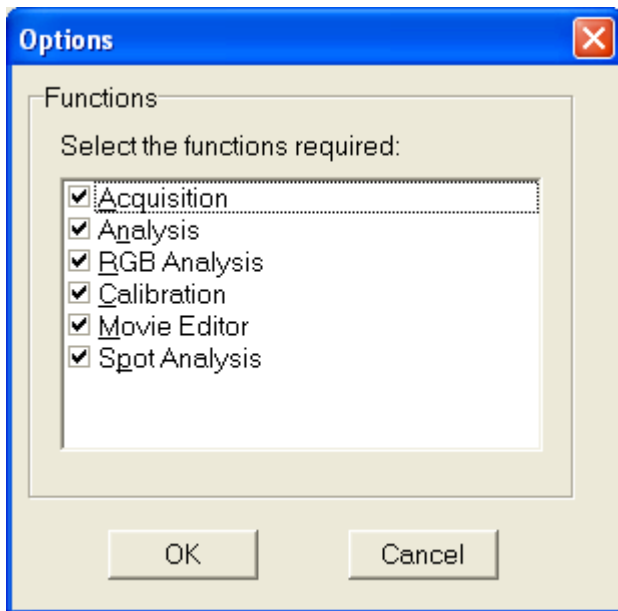 Options
Functions
Select the functions required:
Acquisition
Analysis
RGB Analysis
Calibration
Movie Editor
Spot Analysis
OK
Cancel